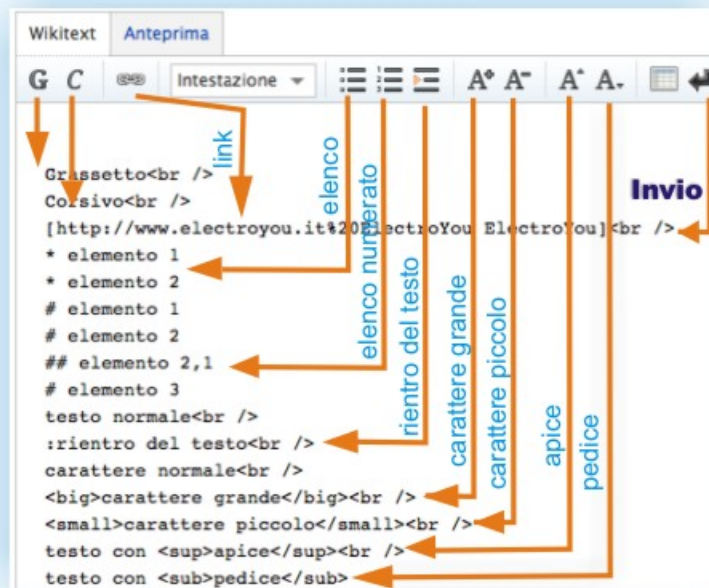 Wikitext Anteprima
G C Intestazione A+ A- A A
link
elenco
elenco numerato
rientro del testo
carattere grande
carattere piccolo
apice
pedice
Invio
Grassetto<br />
Corsivo<br />
[http://www.electroyou.it%20ElectroYou ElectroYou]<br />
* elemento 1
* elemento 2
# elemento 1
# elemento 2
## elemento 2,1
# elemento 3
testo normale<br />
:rientro del testo<br />
carattere normale<br />
<big>carattere grande</big><br />
<small>carattere piccolo</small><br />
testo con <sup>apice</sup><br />
testo con <sub>pedice</sub>